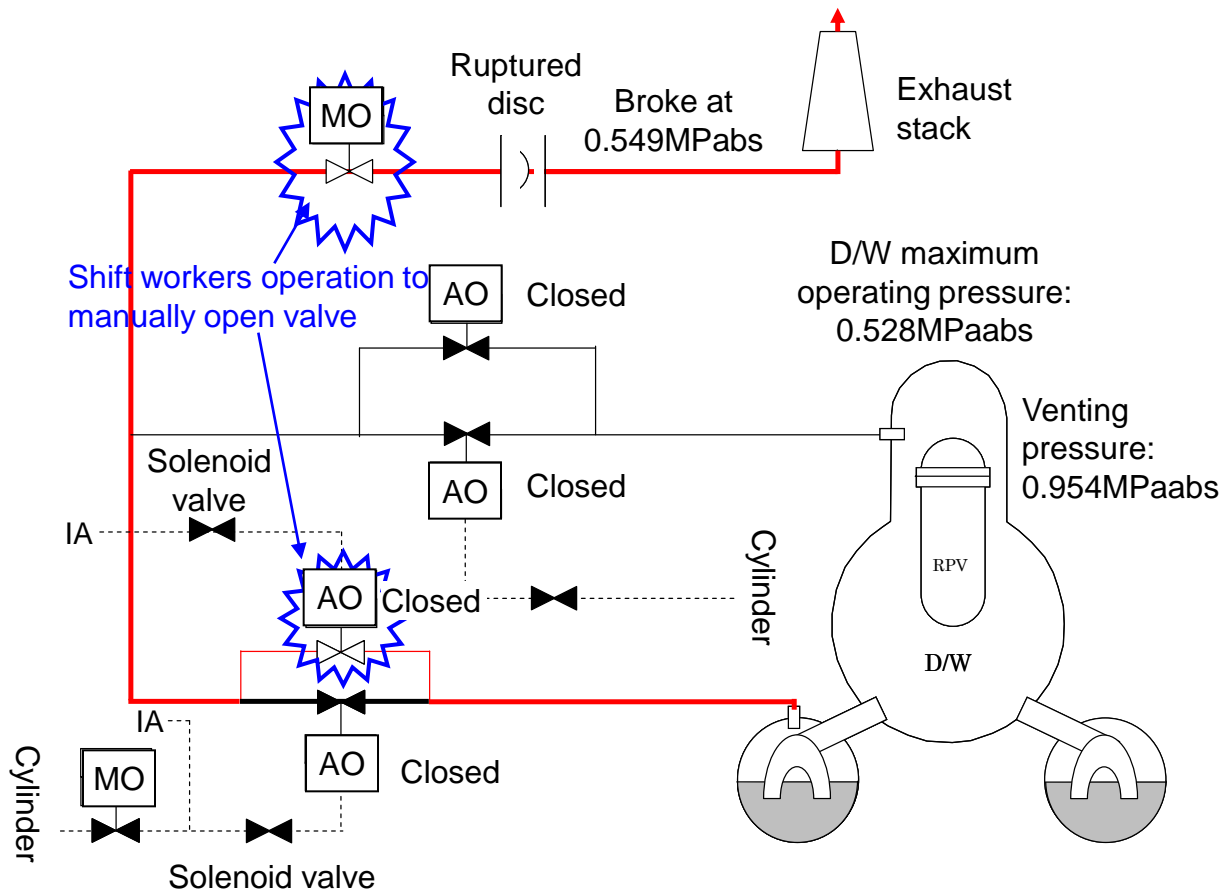 MO
Ruptured
disc
Broke at
0.549MPabs
Exhaust
stack
Shift workers operation to
manually open valve
AO
Closed
D/W maximum
operating pressure:
0.528MPaabs
Venting
pressure:
0.954MPaabs
Solenoid
valve
AO
Closed
IA
AO
Closed
Cylinder
RPV
D/W
IA
AO
Closed
MO
Cylinder
Solenoid valve